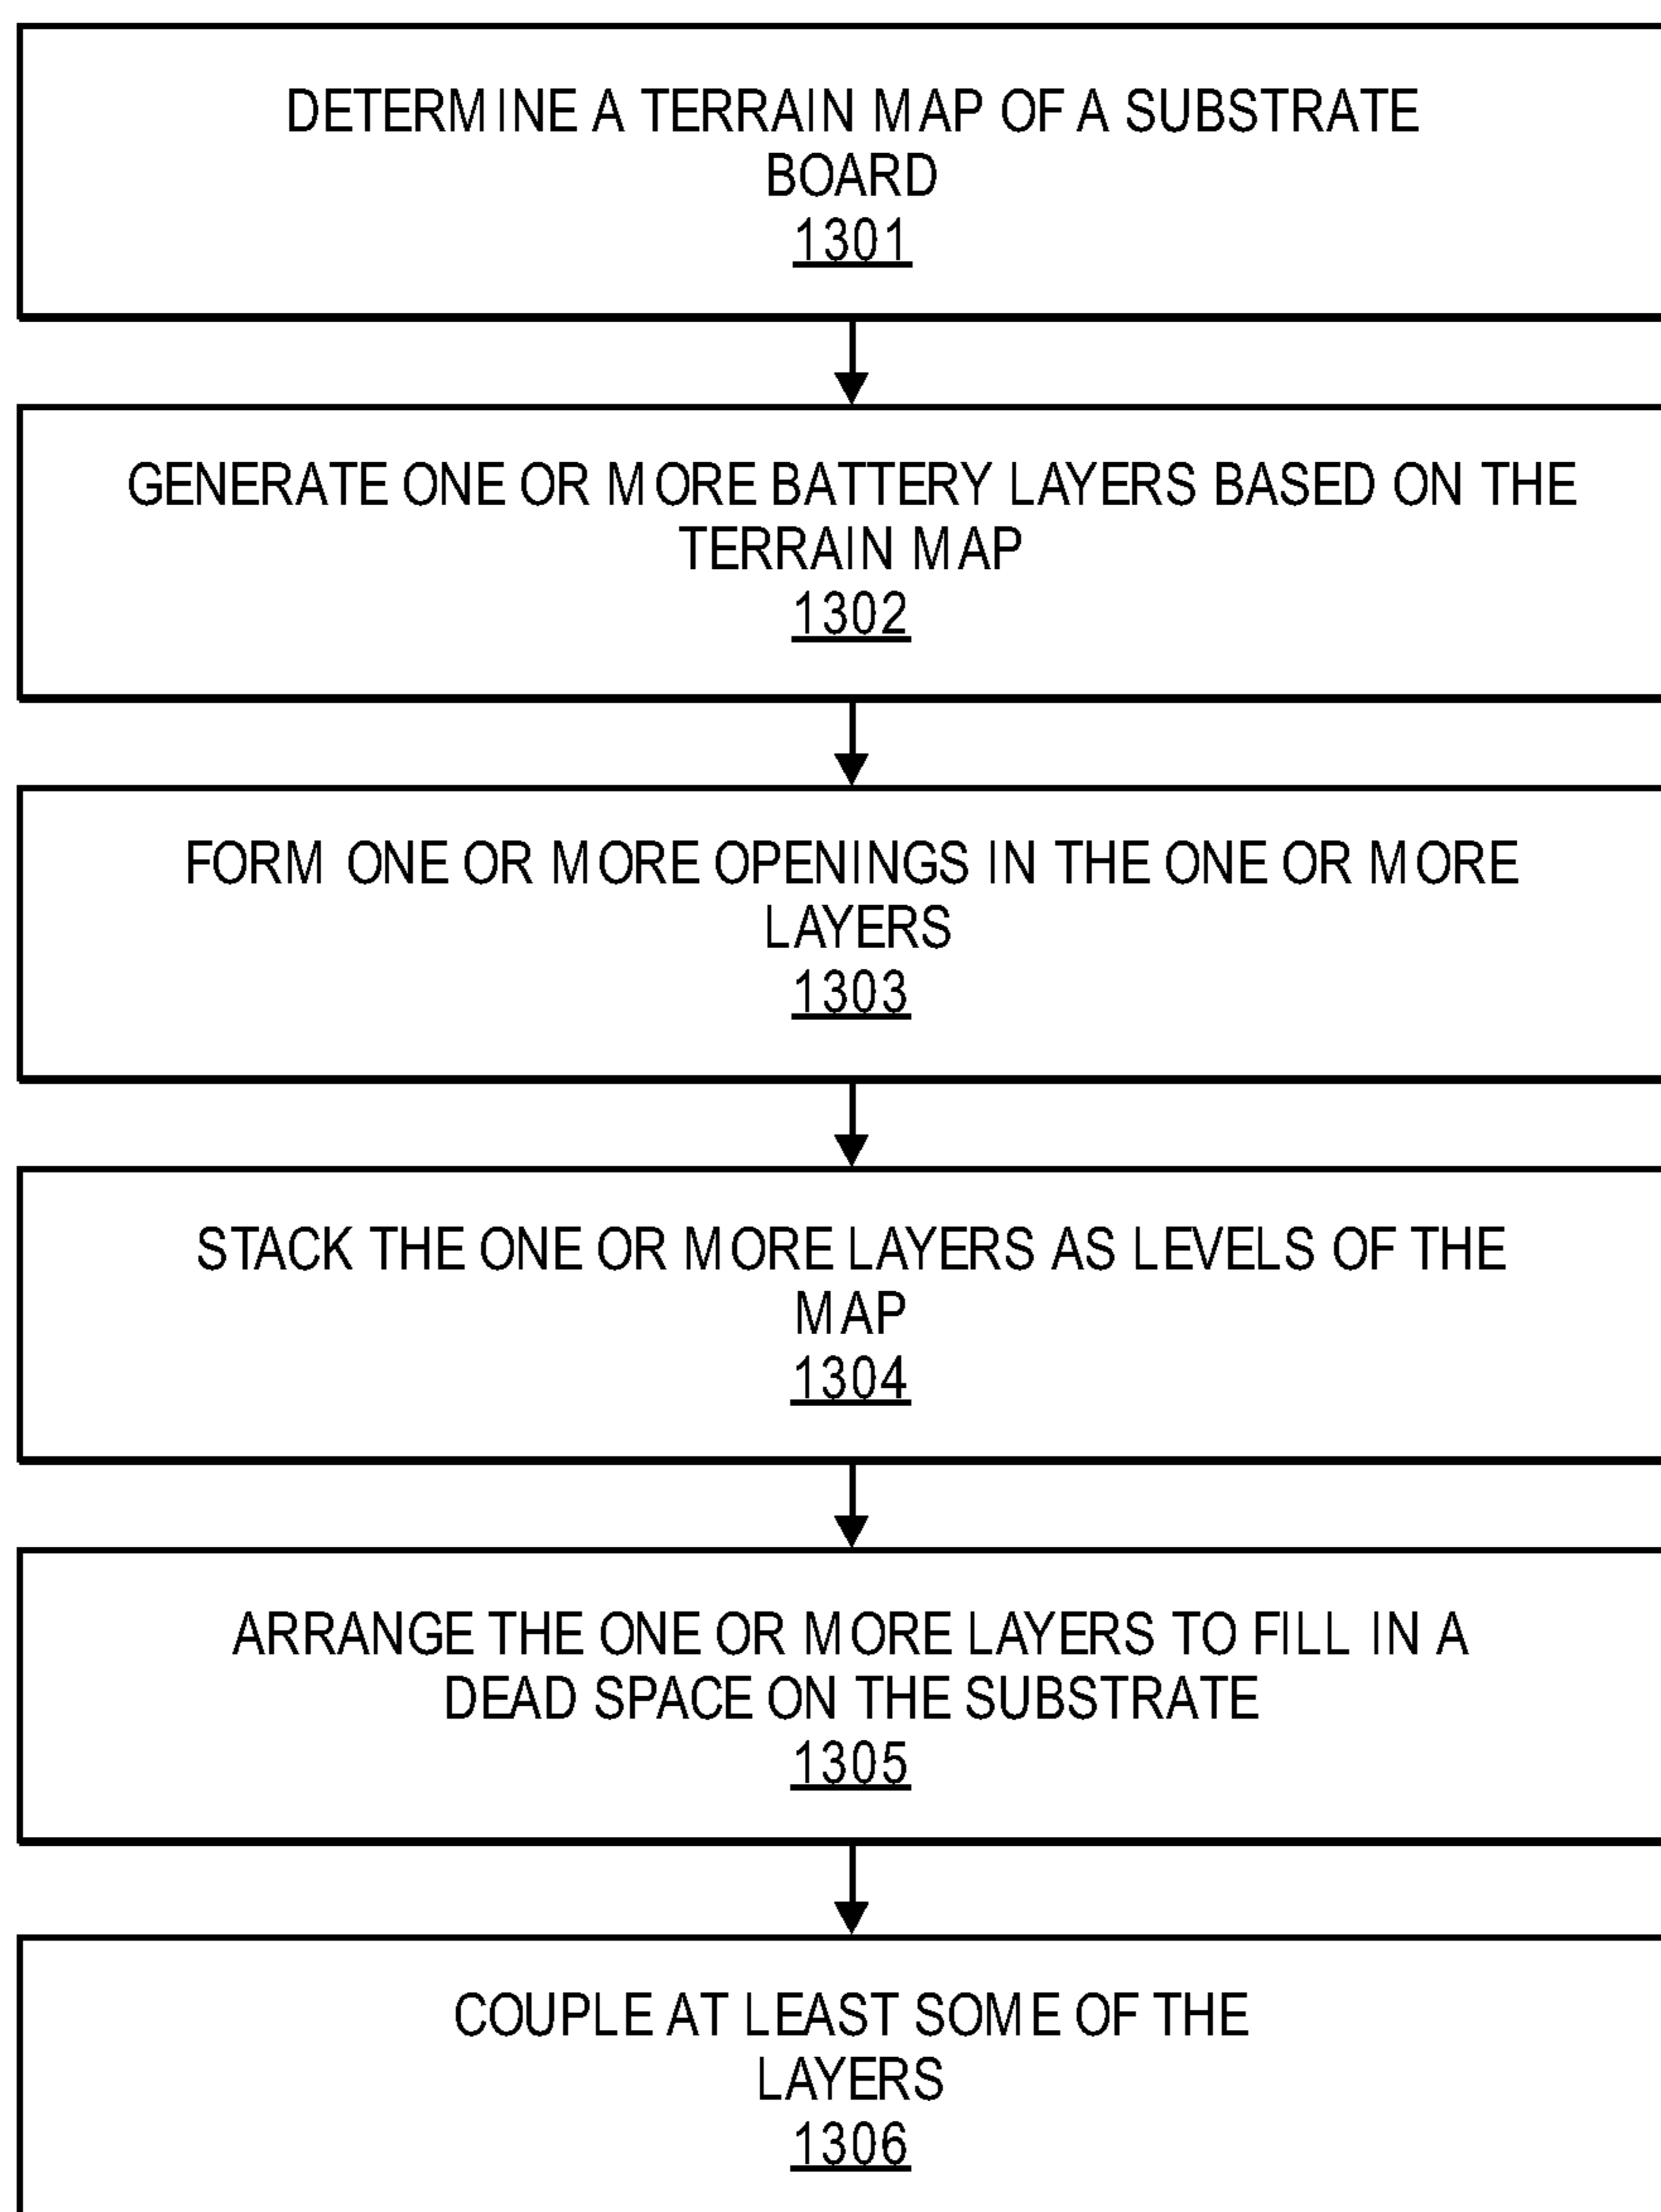 DETERMINE A TERRAIN MAP OF A SUBSTRATE
BOARD
1301
GENERATE ONE OR MORE BATTERY LAYERS BASED ON THE
TERRAIN MAP
1302
FORM ONE OR MORE OPENINGS IN THE ONE OR MORE
LAYERS
1303
STACK THE ONE OR MORE LAYERS AS LEVELS OF THE
MAP
1304
ARRANGE THE ONE OR MORE LAYERS TO FILL IN A
DEAD SPACE ON THE SUBSTRATE
1305
COUPLE AT LEAST SOME OF THE
LAYERS
1306